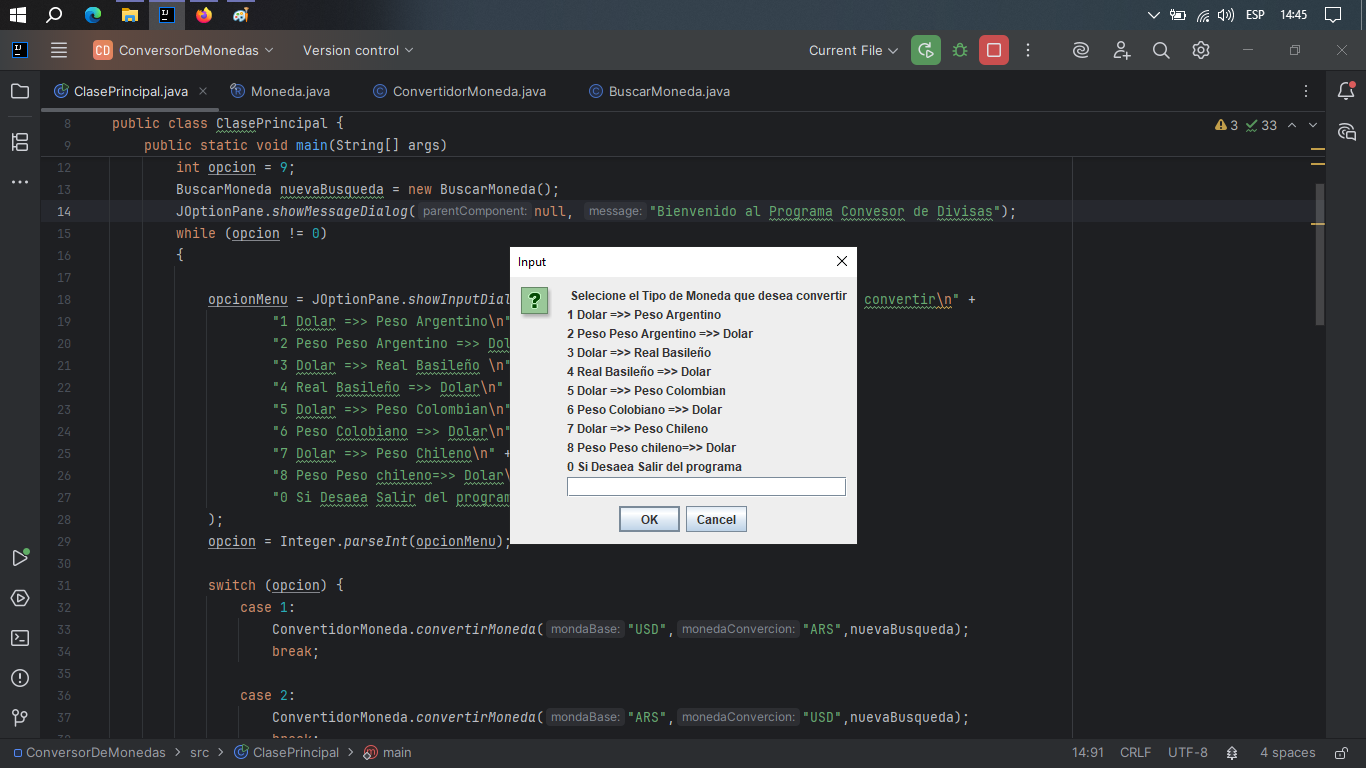 ESP 14:45
CD ConversorDeMonedas Version control Current File
ClasePrincipal.java Moneda.java ConvertidorMoneda.java BuscarMoneda.java
8 public class ClasePrincipal { 3 33
9 public static void main(String[] args)
12 int opcion = 9;
13 BuscarMoneda nuevaBusqueda = new BuscarMoneda();
14 JOptionPane.showMessageDialog( parentComponent: null, message: "Bienvenido al Programa Convesor de Divisas");
15 while (opcion != 0)
16 {
17
18 opcionMenu = JOptionPane.showInputDial convertir\n" +
19 "1 Dolar =>> Peso Argentino\n"
20 "2 Peso Peso Argentino =>> Dol
21 "3 Dolar =>> Real Basileño \n"
22 "4 Real Basileño =>> Dolar\n"
23 "5 Dolar =>> Peso Colombian\n"
24 "6 Peso Colobiano =>> Dolar\n"
25 "7 Dolar =>> Peso Chileno\n" +
26 "8 Peso Peso chileno=>> Dolar\
27 "0 Si Desaea Salir del program
28 );
29 opcion = Integer.parseInt(opcionMenu);
30
31 switch (opcion) {
32 case 1:
33 ConvertidorMoneda.convertirMoneda( mondaBase: "USD", monedaConvercion: "ARS",nuevaBusqueda);
34 break;
35
36 case 2:
37 ConvertidorMoneda.convertirMoneda( mondaBase: "ARS", monedaConvercion: "USD",nuevaBusqueda);
38 break;
Input
Selecione el Tipo de Moneda que desea convertir
1 Dolar =>> Peso Argentino
2 Peso Peso Argentino =>> Dolar
3 Dolar =>> Real Basileño
4 Real Basileño =>> Dolar
5 Dolar =>> Peso Colombian
6 Peso Colobiano =>> Dolar
7 Dolar =>> Peso Chileno
8 Peso Peso chileno=>> Dolar
0 Si Desaea Salir del programa
OK Cancel
ConversorDeMonedas > src > ClasePrincipal > main 14:91 CRLF UTF-8 4 spaces